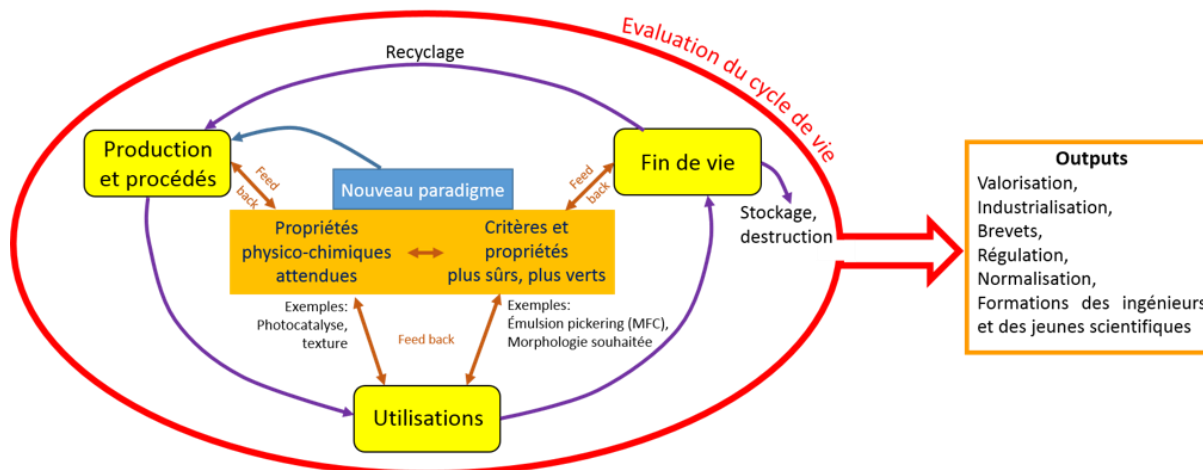 Evaluation du cycle de vie
Recyclage
Production
et procédés
Fin de vie
Feed
back
Nouveau paradigme
Feed
back
Propriétés
physico-chimiques
attendues
Critères et
propriétés
plus sûrs, plus verts
Stockage,
destruction
Exemples:
Photocatalyse,
texture
Feed back
Exemples:
Émulsion pickering (MFC),
Morphologie souhaitée
Utilisations
Outputs
Valorisation,
Industrialisation,
Brevets,
Régulation,
Normalisation,
Formations des ingénieurs
et des jeunes scientifiques